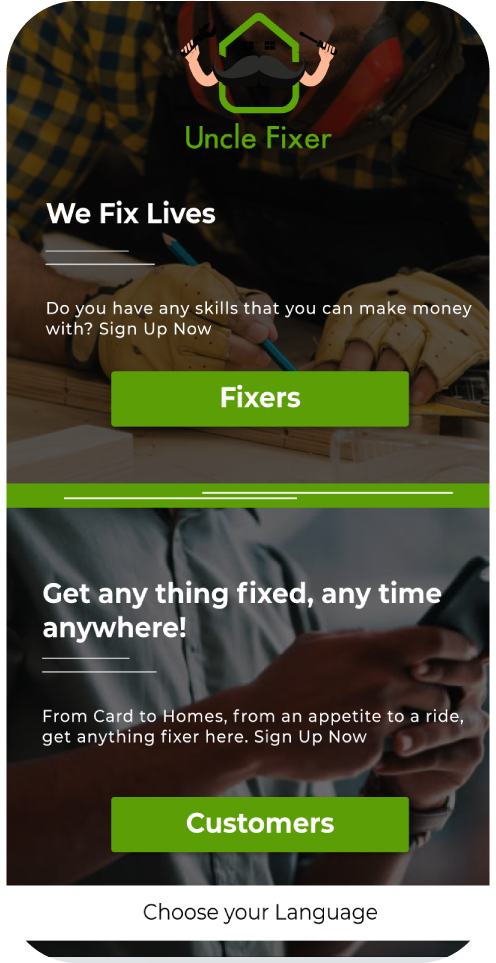 Uncle Fixer
We Fix Lives
Do you have any skills that you can make money
with? Sign Up Now
Fixers
Get any thing fixed, any time
anywhere!
From Card to Homes, from an appetite to a ride,
get anything fixer here. Sign Up Now
Customers
Choose your Language